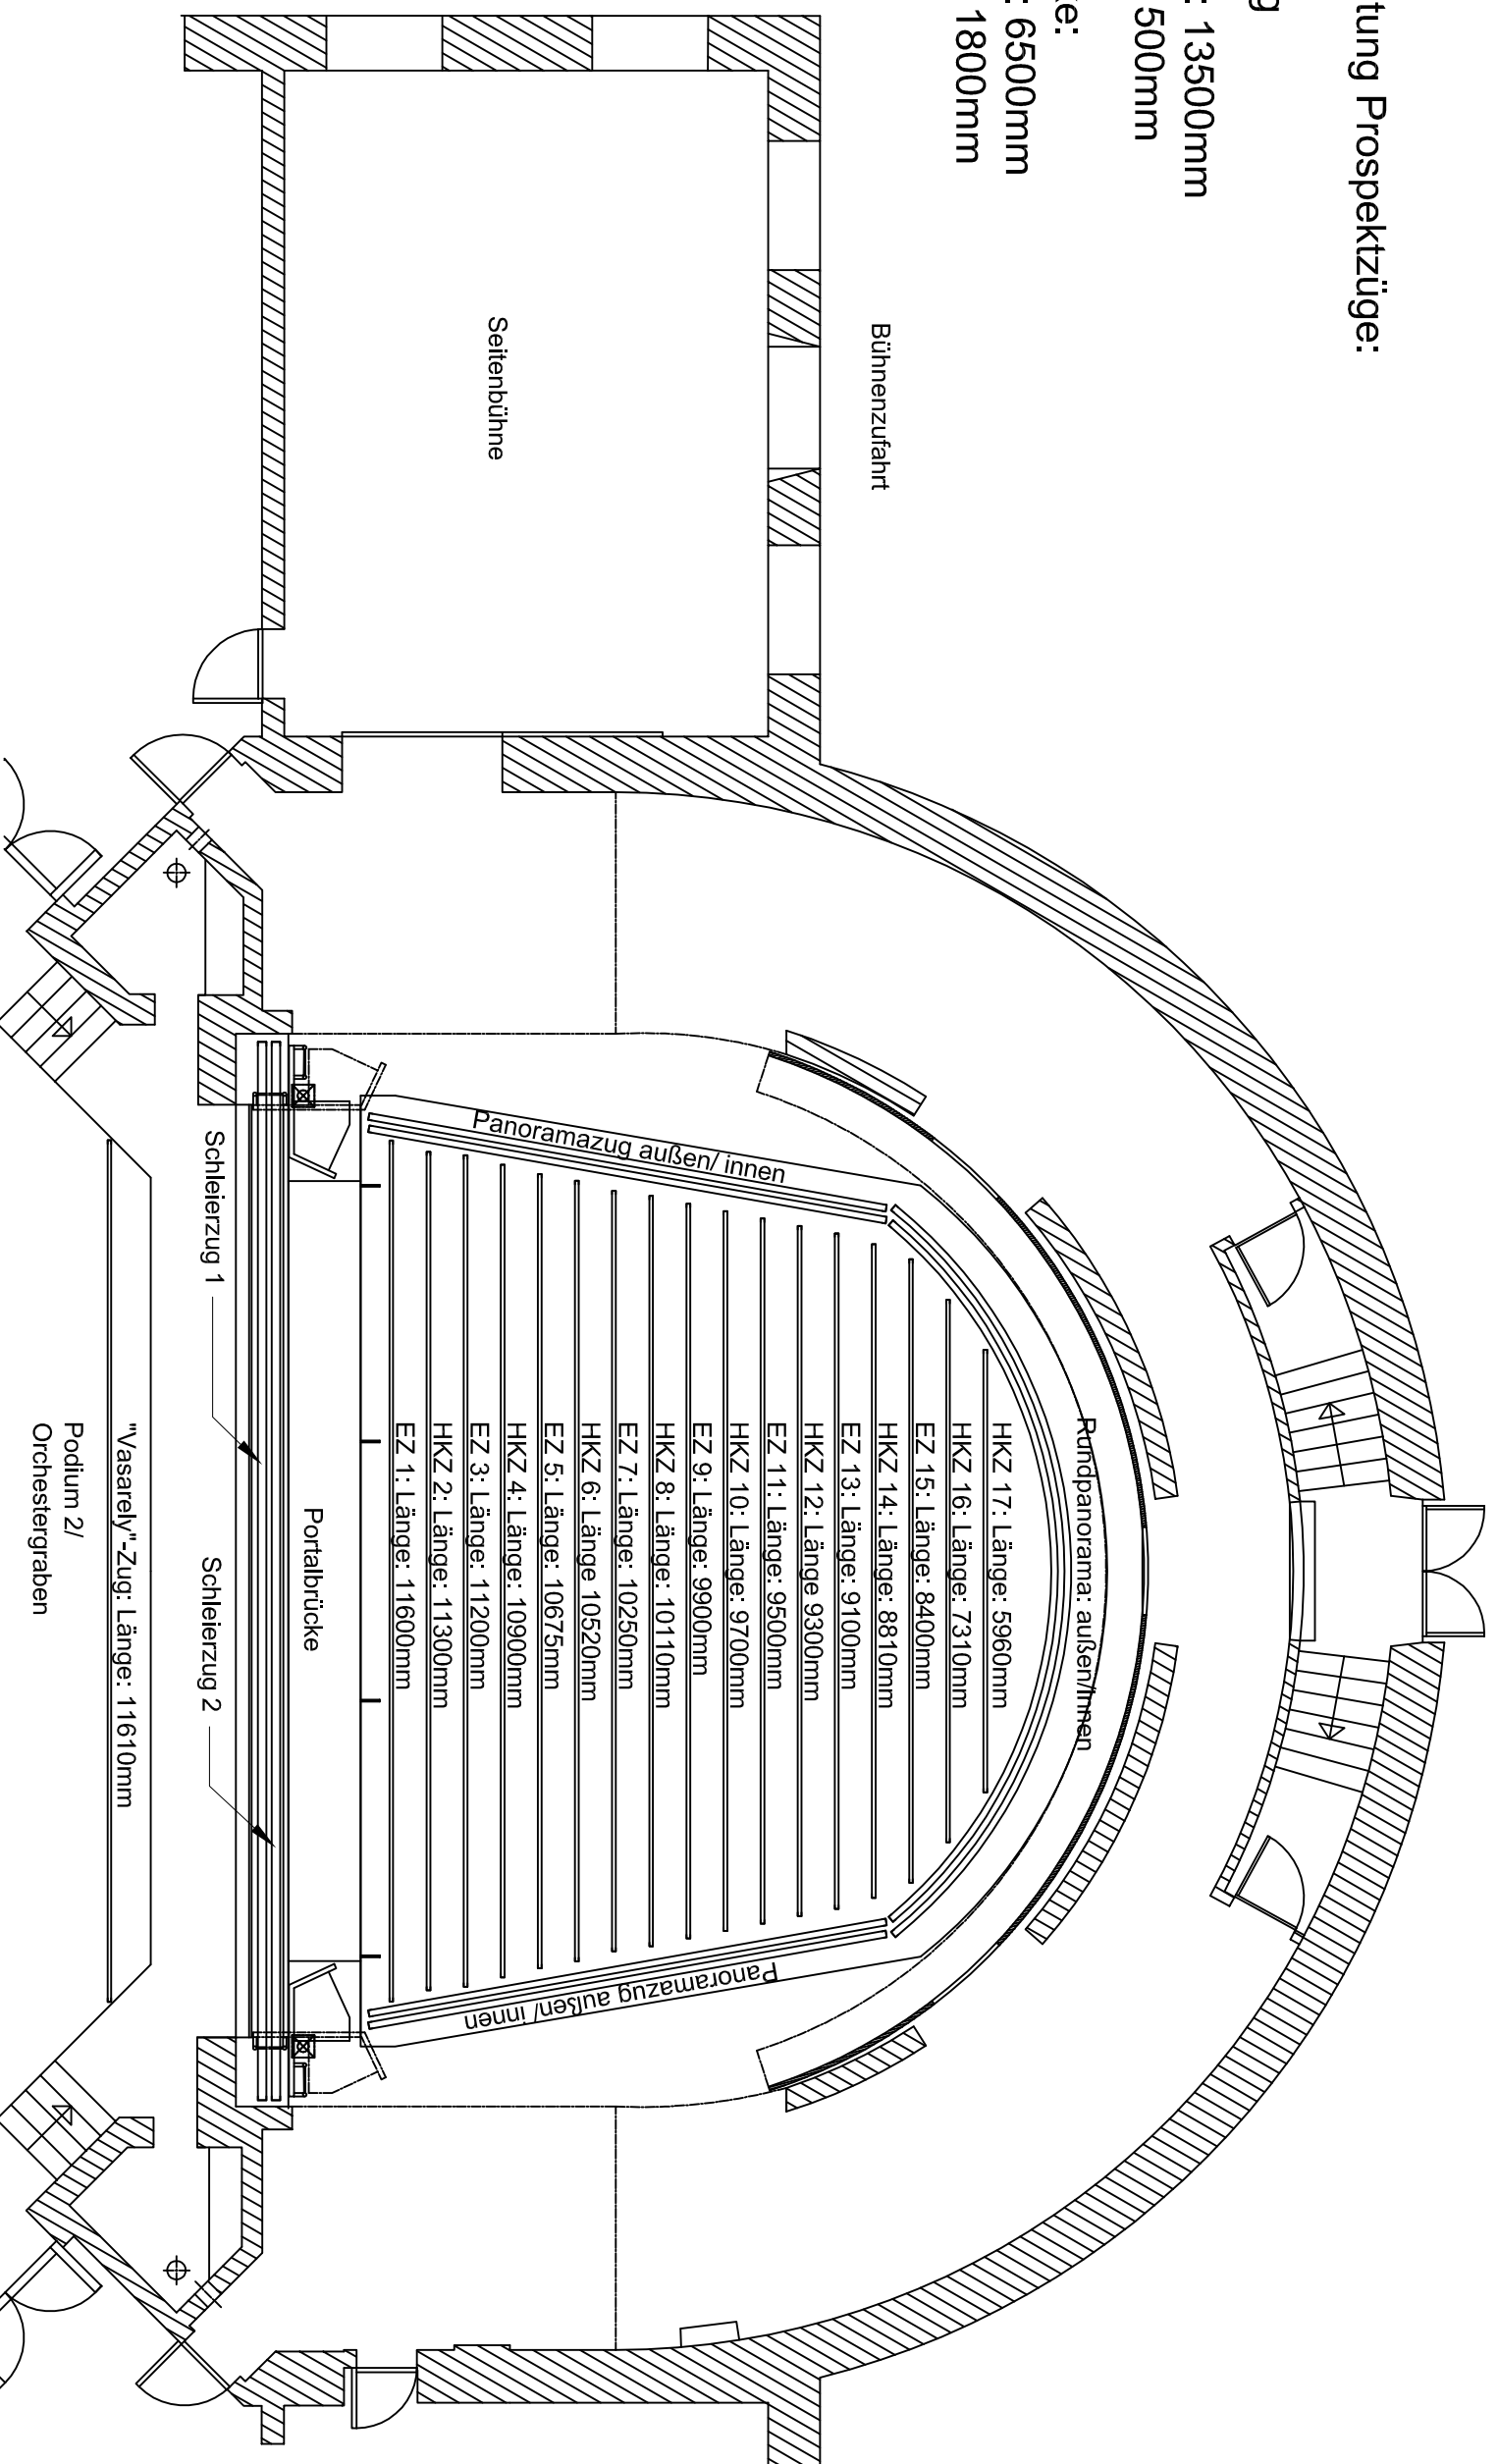 tung Prospektzüge:
g
: 13500mm
500mm
ke:
: 6500mm
1800mm
Bühnenzufahrt
Seitenbühne
Rundpanorama: außen/innen
Panoramazug außen/ innen
HKZ 17: Länge: 5960mm
HKZ 16: Länge: 7310mm
EZ 15: Länge: 8400mm
HKZ 14: Länge: 8810mm
EZ 13: Länge: 9100mm
HKZ 12: Länge 9300mm
EZ 11: Länge: 9500mm
HKZ 10: Länge: 9700mm
EZ 9: Länge: 9900mm
HKZ 8: Länge: 10110mm
EZ 7: Länge: 10250mm
HKZ 6: Länge 10520mm
EZ 5: Länge: 10675mm
HKZ 4: Länge: 10900mm
EZ 3: Länge: 11200mm
HKZ 2: Länge: 11300mm
EZ 1: Länge: 11600mm
Panoramazug außen/ innen
Portalbrücke
Schleierzug 1
Schleierzug 2
"Vasarely"-Zug: Länge: 11610mm
Podium 2/
Orchestergraben